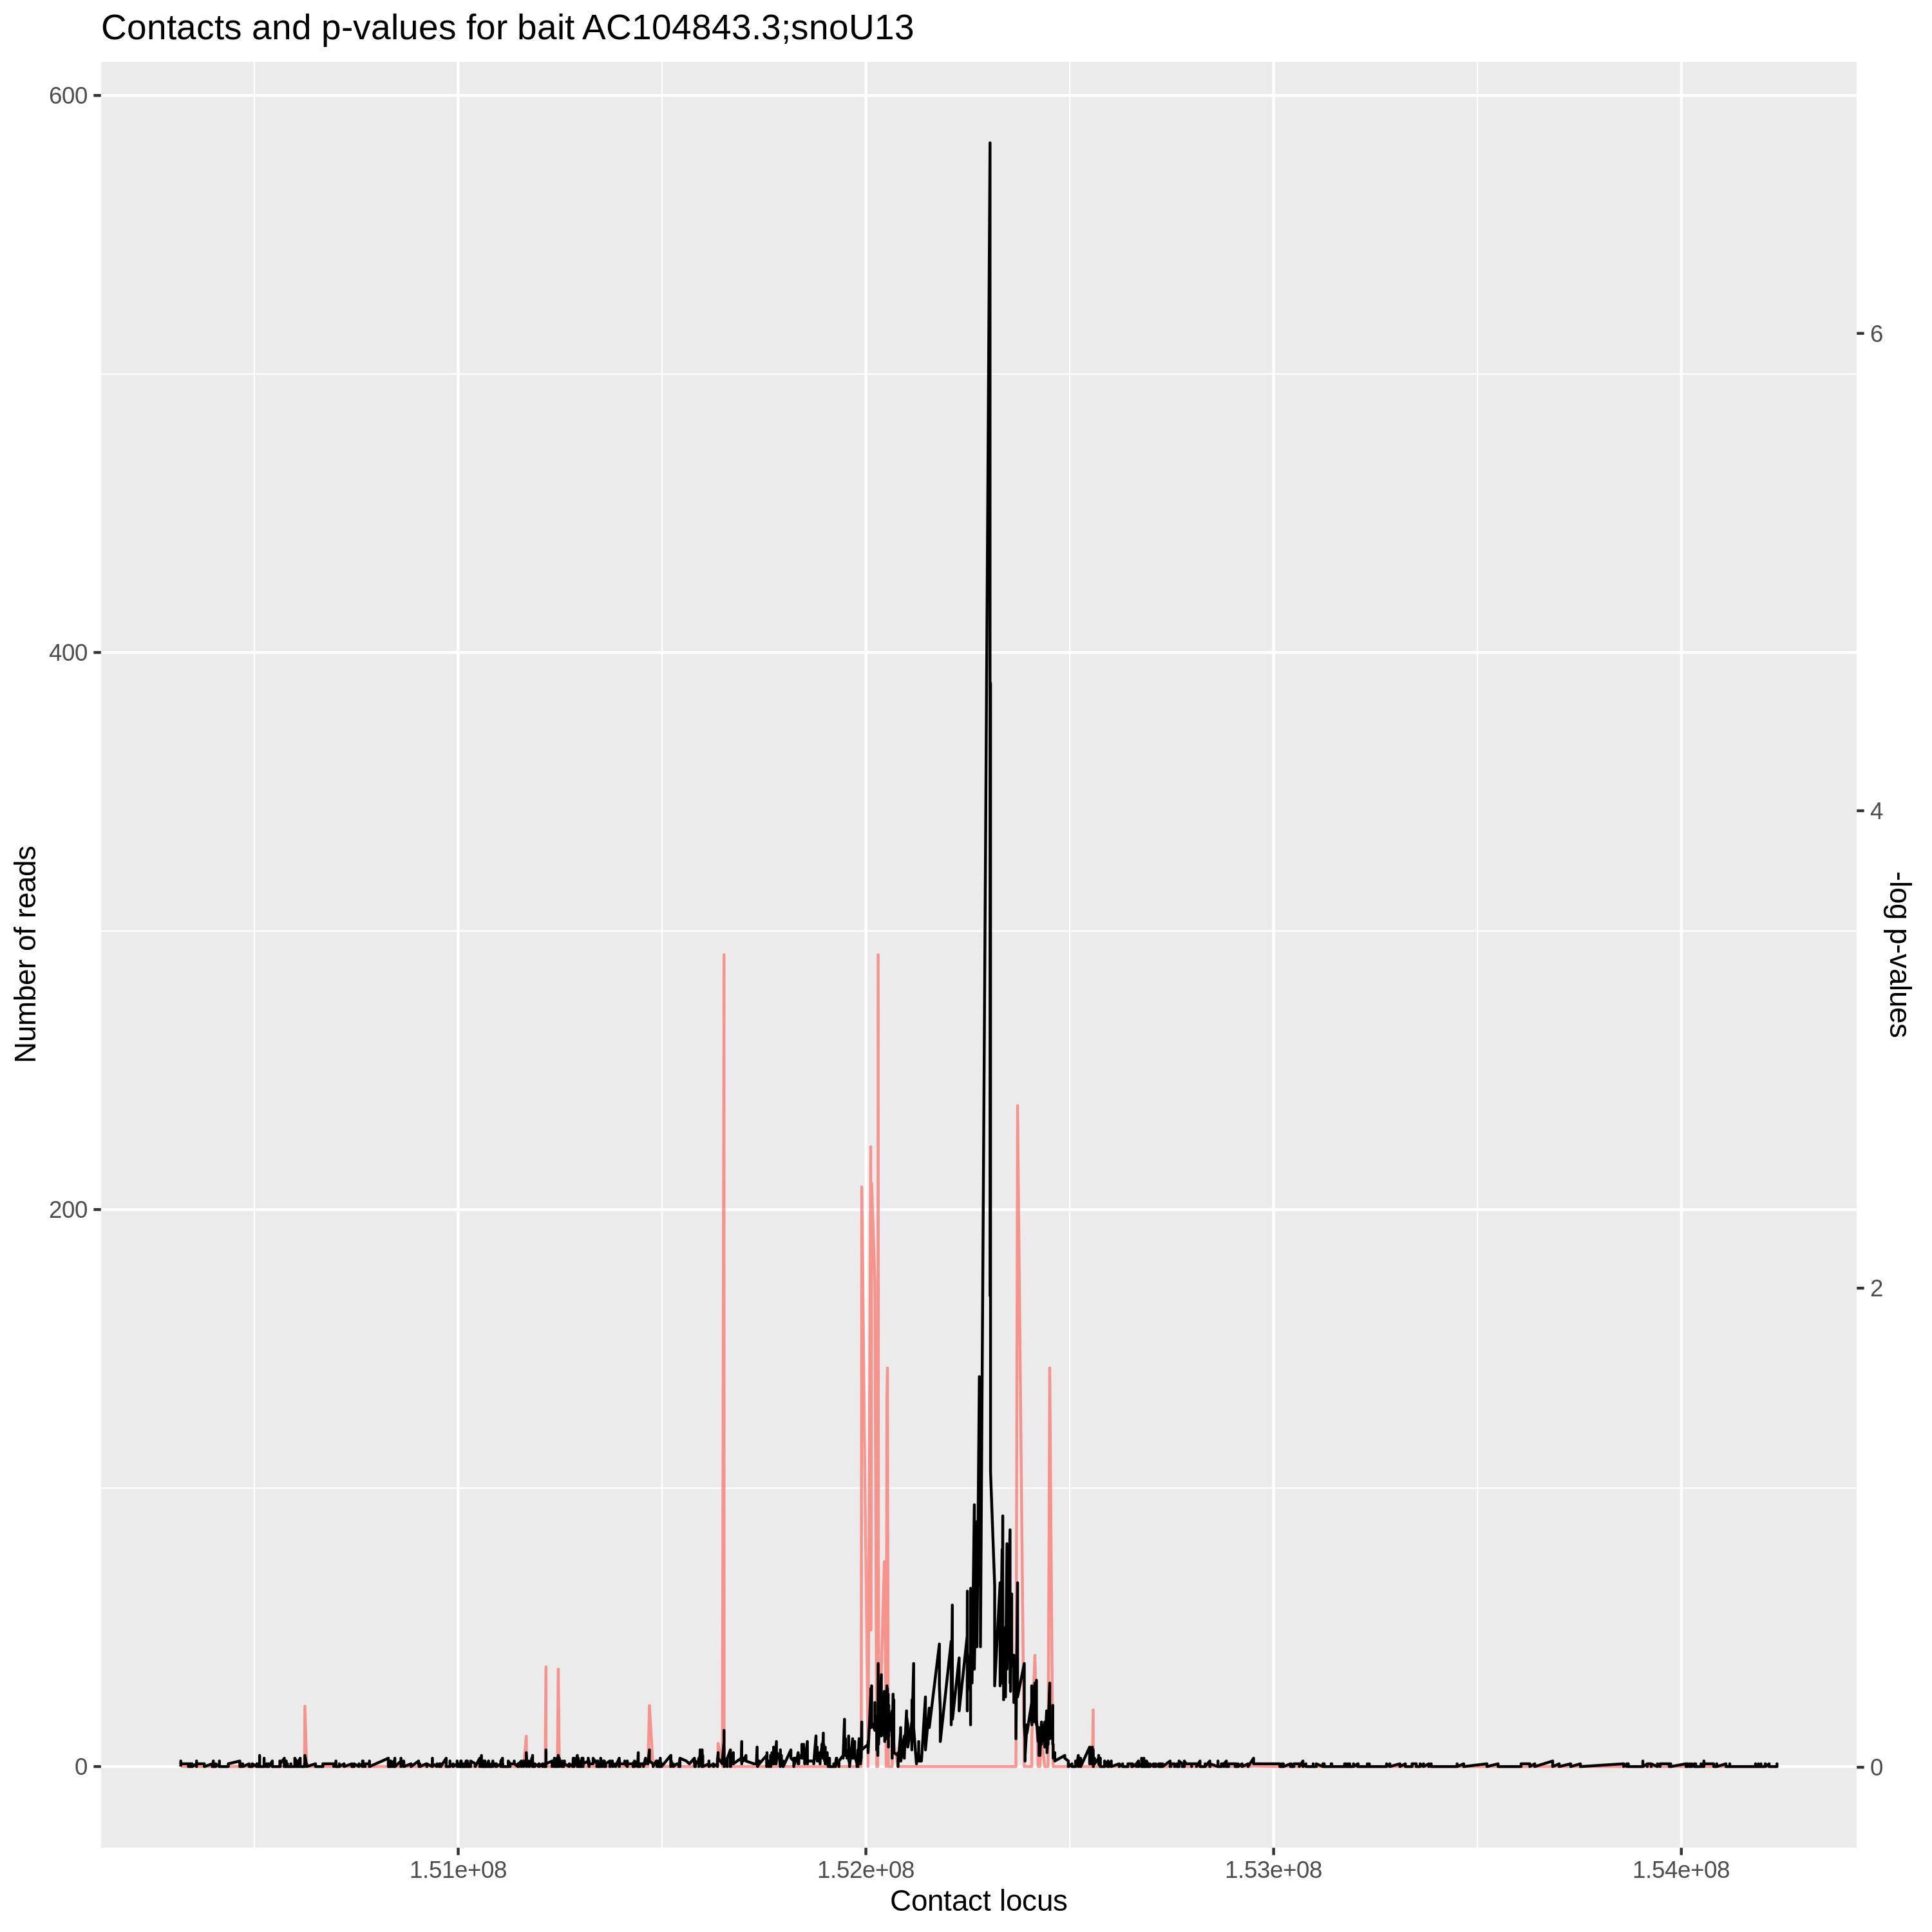 Contacts and p-values for bait AC104843.3;snoU13
600
400
200
0
6
4
2
0
Number of reads
-log p-values
1.51e+08
1.52e+08
1.53e+08
1.54e+08
Contact locus